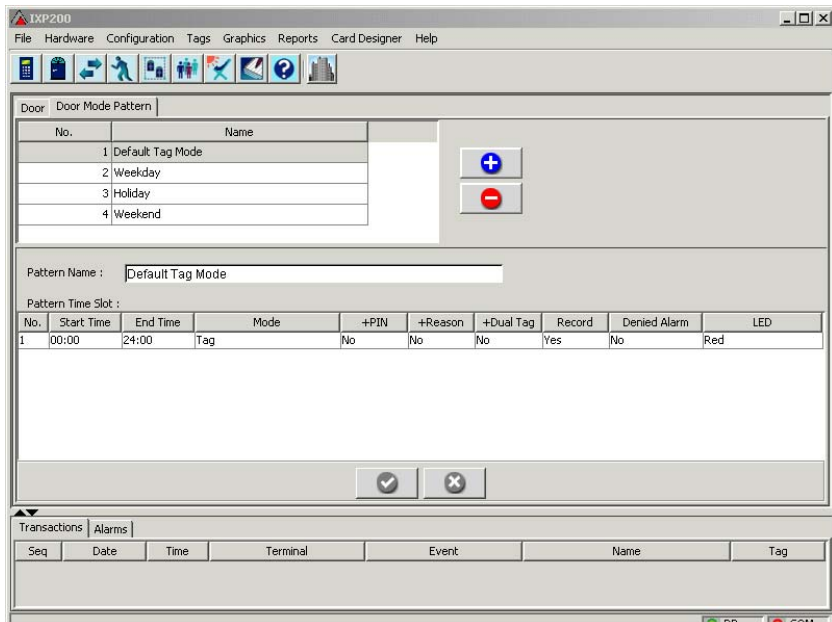 IXP200
File Hardware Configuration Tags Graphics Reports Card Designer Help
Door Door Mode Pattern
No. Name
1 Default Tag Mode
2 Weekday
3 Holiday
4 Weekend
Pattern Name : Default Tag Mode
Pattern Time Slot :
No. Start Time End Time Mode +PIN +Reason +Dual Tag Record Denied Alarm LED
1 00:00 24:00 Tag No No No Yes No Red
Transactions Alarms
Seq Date Time Terminal Event Name Tag